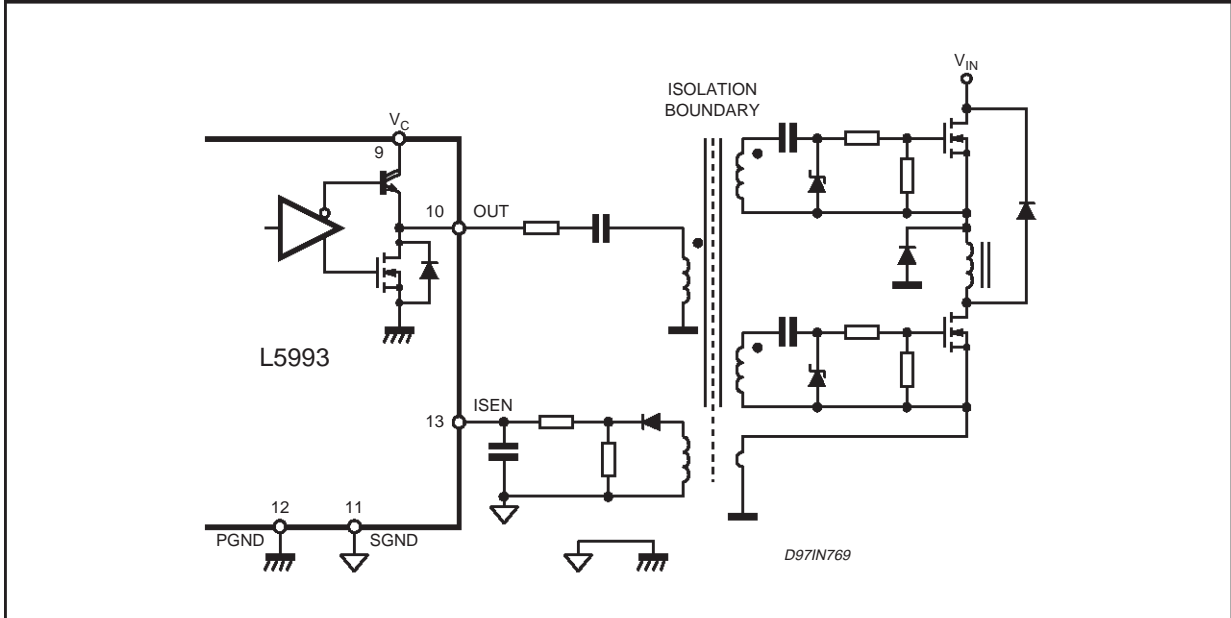 V_IN
ISOLATION
BOUNDARY
V_C
9
10
OUT
L5993
13
ISEN
12
11
PGND
SGND
D97IN769